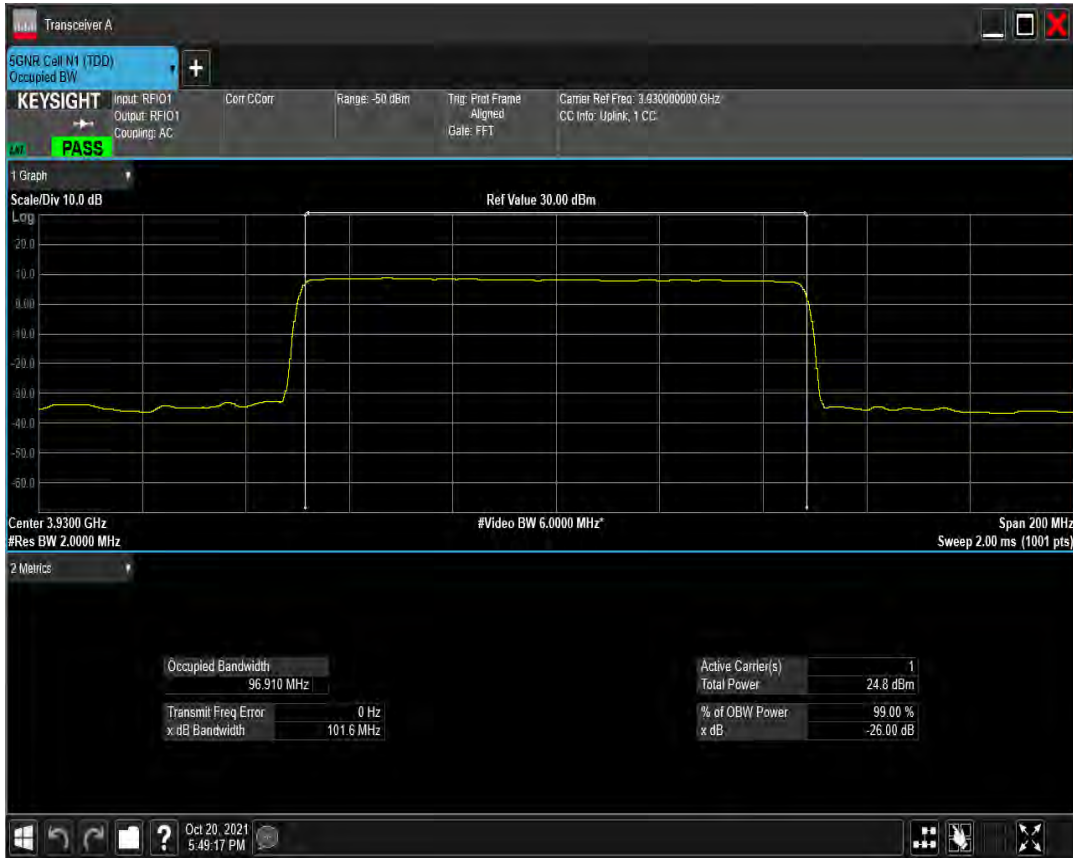 Transceiver A
5GNR Cell N1 (TDD)
Occupied BW
+
KEYSIGHT
Input: RFIO1
Output: RFIO1
Coupling: AC
Corr CCorr
Range: -50 dBm
Trig: Prot Frame
Aligned
Gate: FFT
Carrier Ref Freq: 3.930000000 GHz
CC Info: Uplink, 1 CC
PASS
1 Graph
Scale/Div 10.0 dB
Ref Value 30.00 dBm
Log
20.0
10.0
0.00
-10.0
-20.0
-30.0
-40.0
-50.0
-60.0
Center 3.9300 GHz
#Video BW 6.0000 MHz*
Span 200 MHz
#Res BW 2.0000 MHz
Sweep 2.00 ms (1001 pts)
2 Metrics
Occupied Bandwidth
96.910 MHz
Transmit Freq Error 0 Hz
x dB Bandwidth 101.6 MHz
Active Carrier(s) 1
Total Power 24.8 dBm
% of OBW Power 99.00 %
x dB -26.00 dB
?
Oct 20, 2021
5:49:17 PM